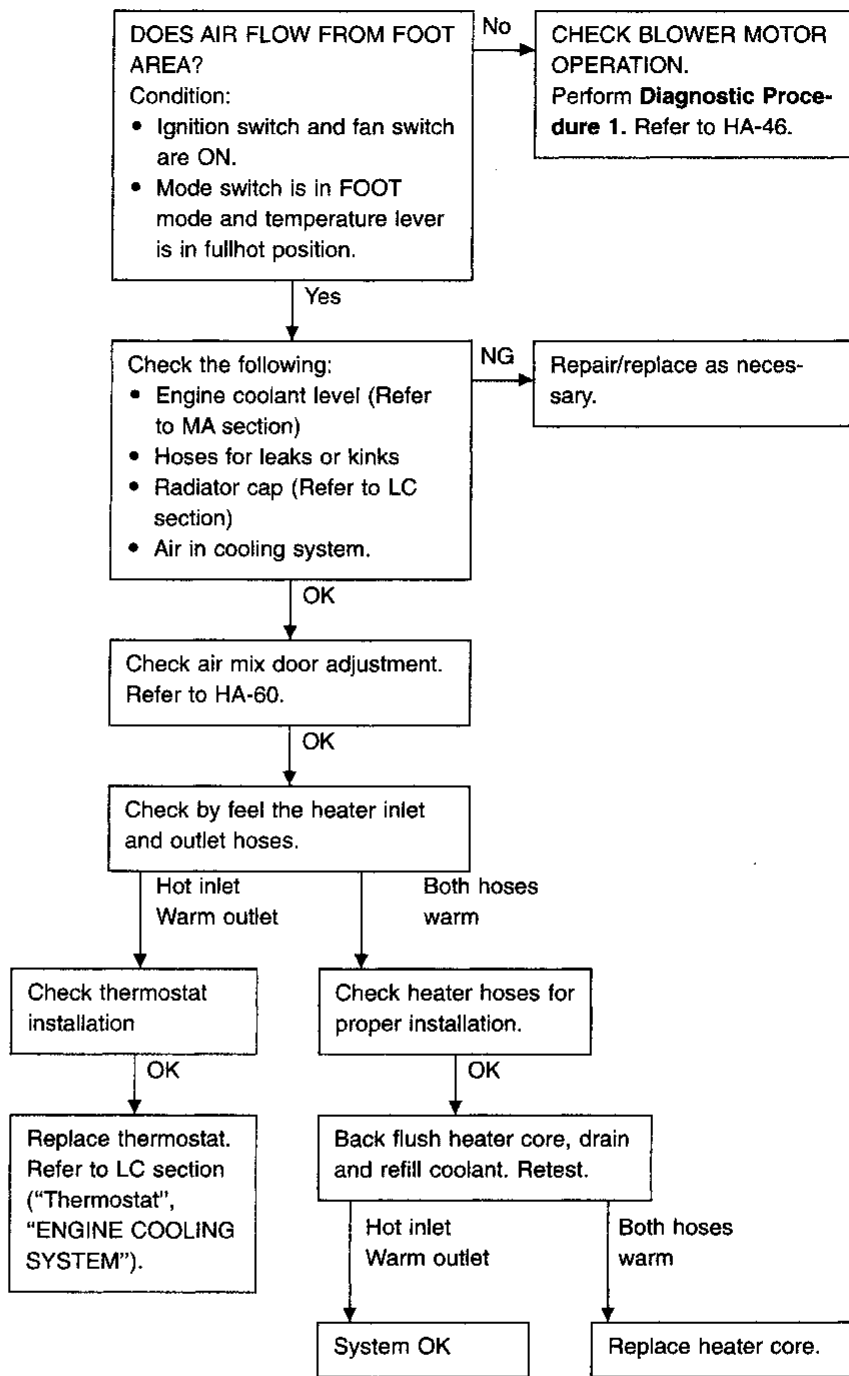 DOES AIR FLOW FROM FOOT
AREA?
Condition:
• Ignition switch and fan switch
are ON.
• Mode switch is in FOOT
mode and temperature lever
is in fullhot position.
No
CHECK BLOWER MOTOR
OPERATION.
Perform Diagnostic Proce-
dure 1. Refer to HA-46.
Yes
Check the following:
• Engine coolant level (Refer
to MA section)
• Hoses for leaks or kinks
• Radiator cap (Refer to LC
section)
• Air in cooling system.
NG
Repair/replace as neces-
sary.
OK
Check air mix door adjustment.
Refer to HA-60.
OK
Check by feel the heater inlet
and outlet hoses.
Hot inlet
Warm outlet
Both hoses
warm
Check thermostat
installation
Check heater hoses for
proper installation.
OK
OK
Replace thermostat.
Refer to LC section
(“Thermostat”,
“ENGINE COOLING
SYSTEM”).
Back flush heater core, drain
and refill coolant. Retest.
Hot inlet
Warm outlet
Both hoses
warm
System OK
Replace heater core.